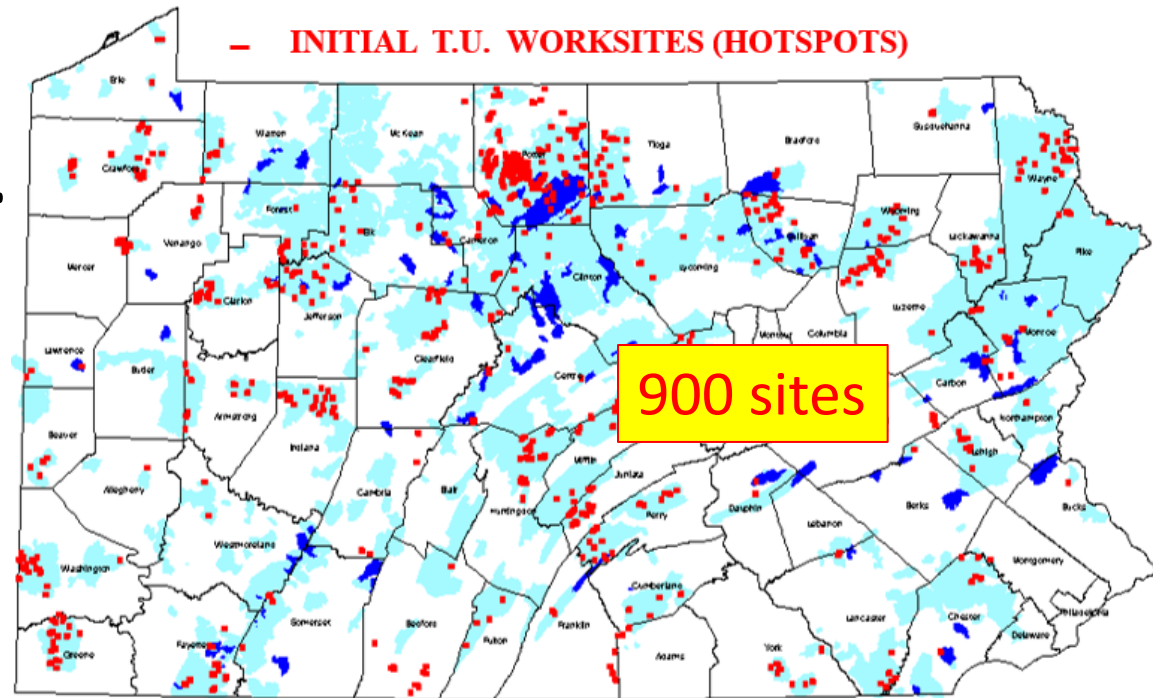 – INITIAL T.U. WORKSITES (HOTSPOTS)
Erie
Warren
McKean
Potter
Tioga
Bradford
Susquehanna
Crawford
Wayne
Forest
Elk
Cameron
Sullivan
Wyoming
Lackawanna
Pike
Mercer
Venango
Clinton
Lycoming
Clarion
Jefferson
Luzerne
Monroe
Lawrence
Butler
Clearfield
Centre
Montour
Columbia
Carbon
900 sites
Armstrong
Northampton
Beaver
Indiana
Lehigh
Mifflin
Juniata
Allegheny
Cambria
Blair
Huntingdon
Perry
Dauphin
Berks
Bucks
Lebanon
Westmoreland
Montgomery
Washington
Cumberland
Philadelphia
Somerset
Bedford
Fulton
Franklin
Lancaster
Chester
Delaware
Greene
Fayette
Adams
York